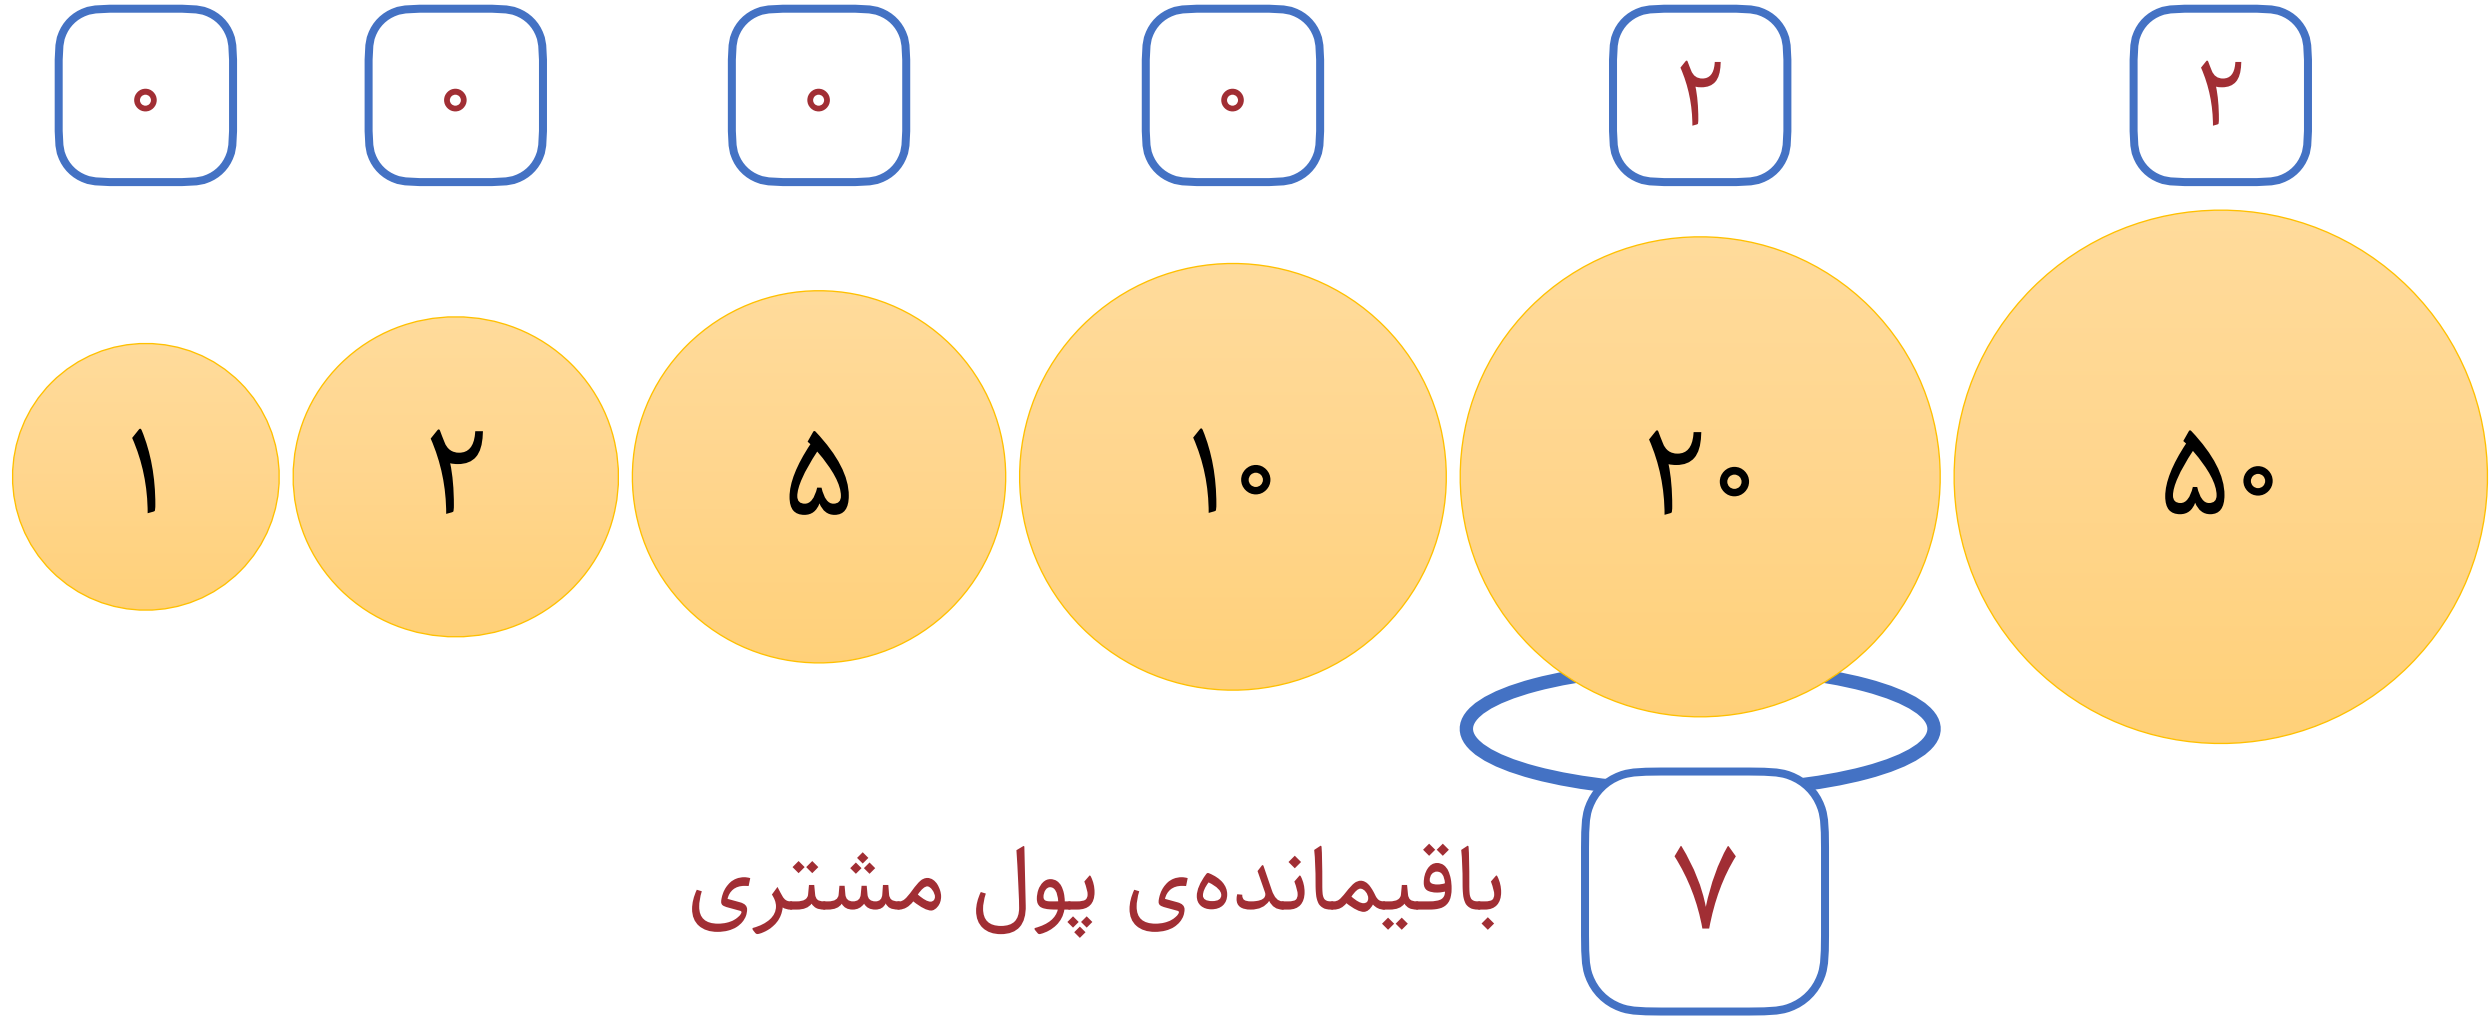 ۰ ۰ ۰ ۰ ۲ ۲
۱ ۲ ۵ ۱۰ ۲۰ ۵۰
باقیمانده‌ی پول مشتری ۷